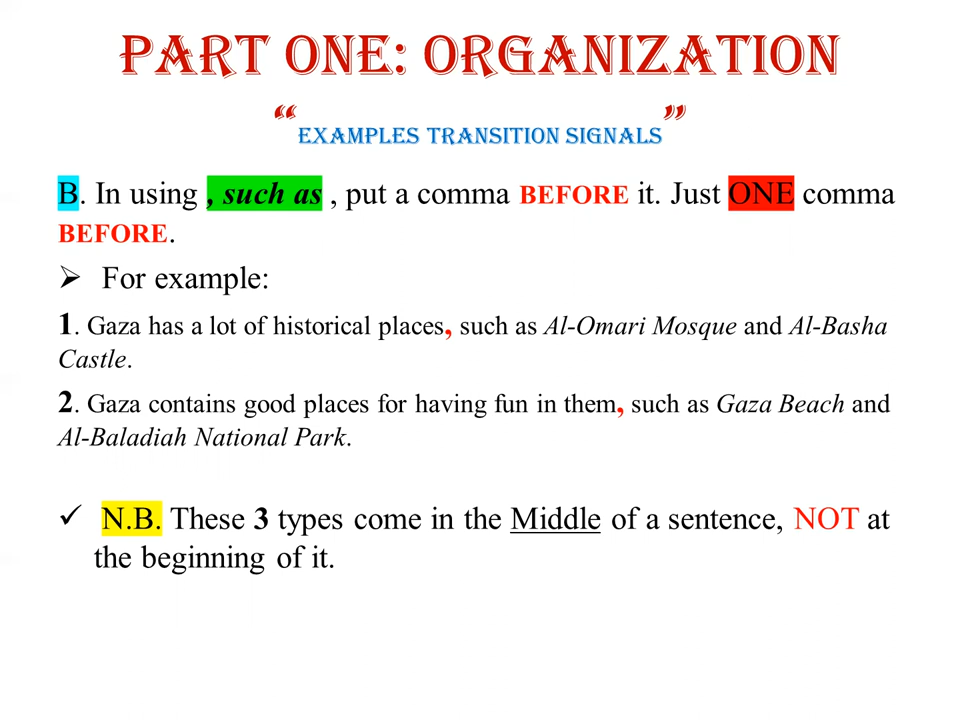 PART ONE: ORGANIZATION
“EXAMPLES TRANSITION SIGNALS”
B. In using , such as , put a comma BEFORE it. Just ONE comma
BEFORE.
➢ For example:
1. Gaza has a lot of historical places, such as Al-Omari Mosque and Al-Basha
Castle.
2. Gaza contains good places for having fun in them, such as Gaza Beach and
Al-Baladiah National Park.
✓ N.B. These 3 types come in the Middle of a sentence, NOT at
the beginning of it.